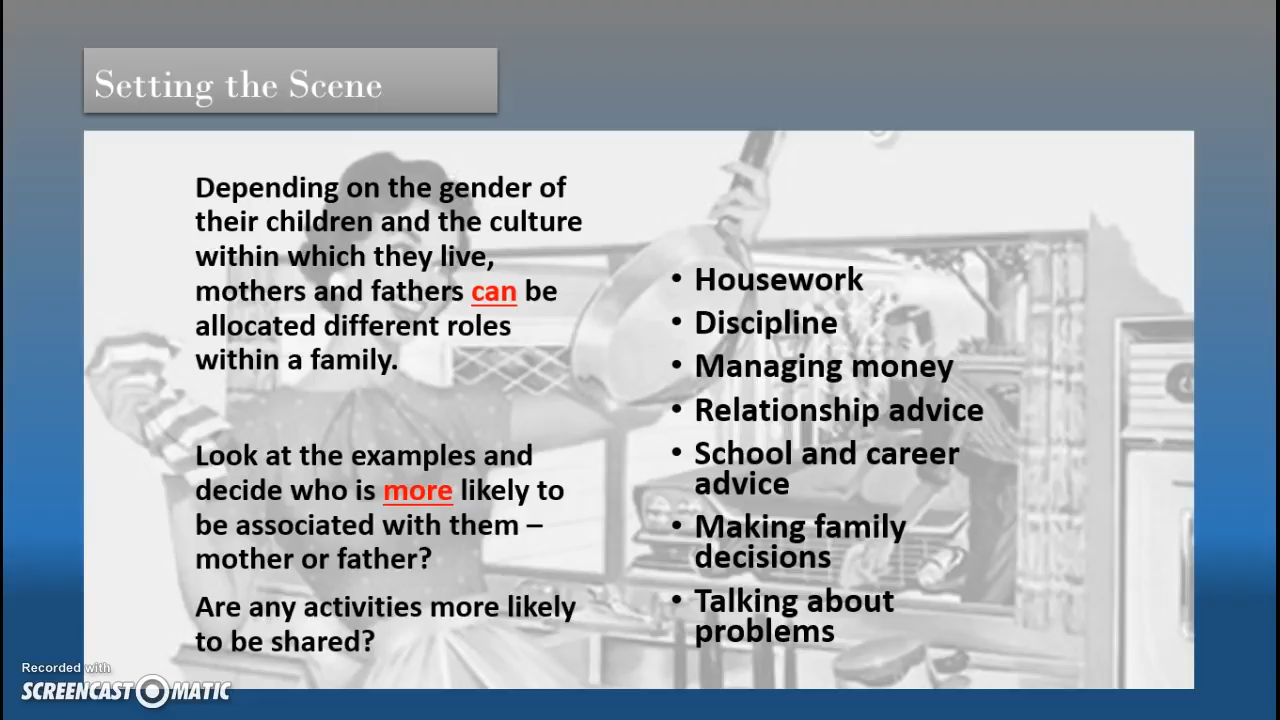 Setting the Scene
Depending on the gender of
their children and the culture
within which they live,
mothers and fathers can be
allocated different roles
within a family.
Look at the examples and
decide who is more likely to
be associated with them –
mother or father?
Are any activities more likely
to be shared?
• Housework
• Discipline
• Managing money
• Relationship advice
• School and career
advice
• Making family
decisions
• Talking about
problems
Recorded with
SCREENCAST MATIC